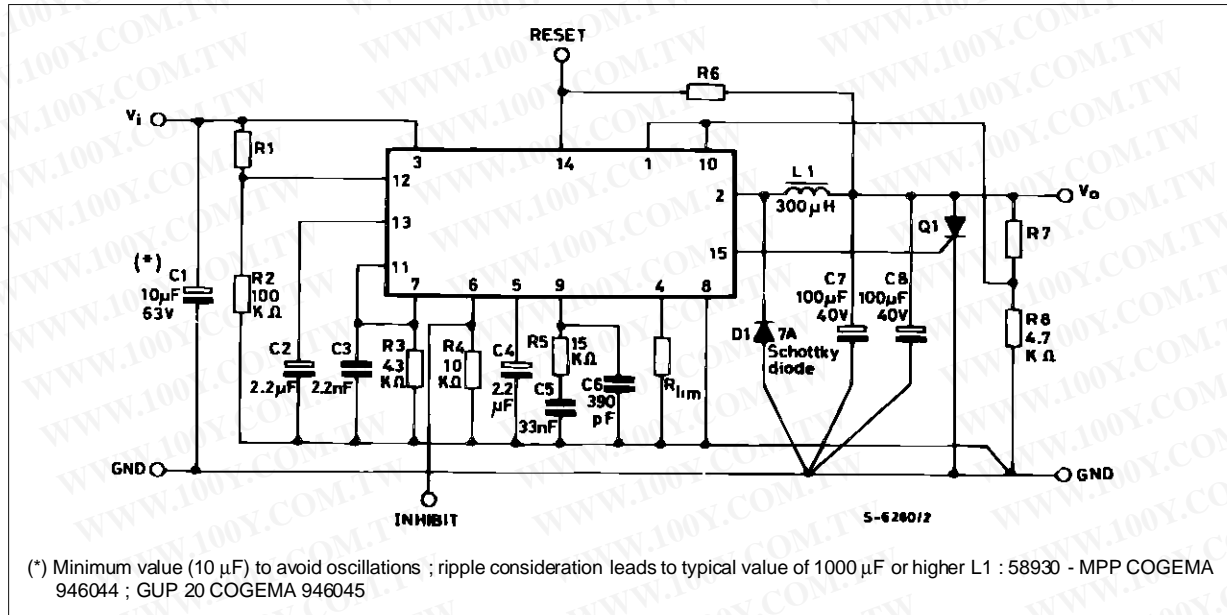 RESET
R6
Vi
R1
3
14
1
10
12
2
L1
300μH
Vo
13
Q1
R7
15
(*)
C1
10μF
63V
R2
100
KΩ
11
7
6
5
9
4
8
C7
100μF
40V
C8
100μF
40V
R8
4.7
KΩ
C2
2.2μF
C3
2.2nF
R3
43
KΩ
R4
10
KΩ
C4
2.2
μF
R5
15
KΩ
C5
33nF
C6
390
pF
Rlim
D1
7A
Schottky
diode
GND
GND
INHIBIT
S-6260/2
(*) Minimum value (10 μF) to avoid oscillations ; ripple consideration leads to typical value of 1000 μF or higher L1 : 58930 - MPP COGEMA
946044 ; GUP 20 COGEMA 946045
WWW.100Y.COM.TW